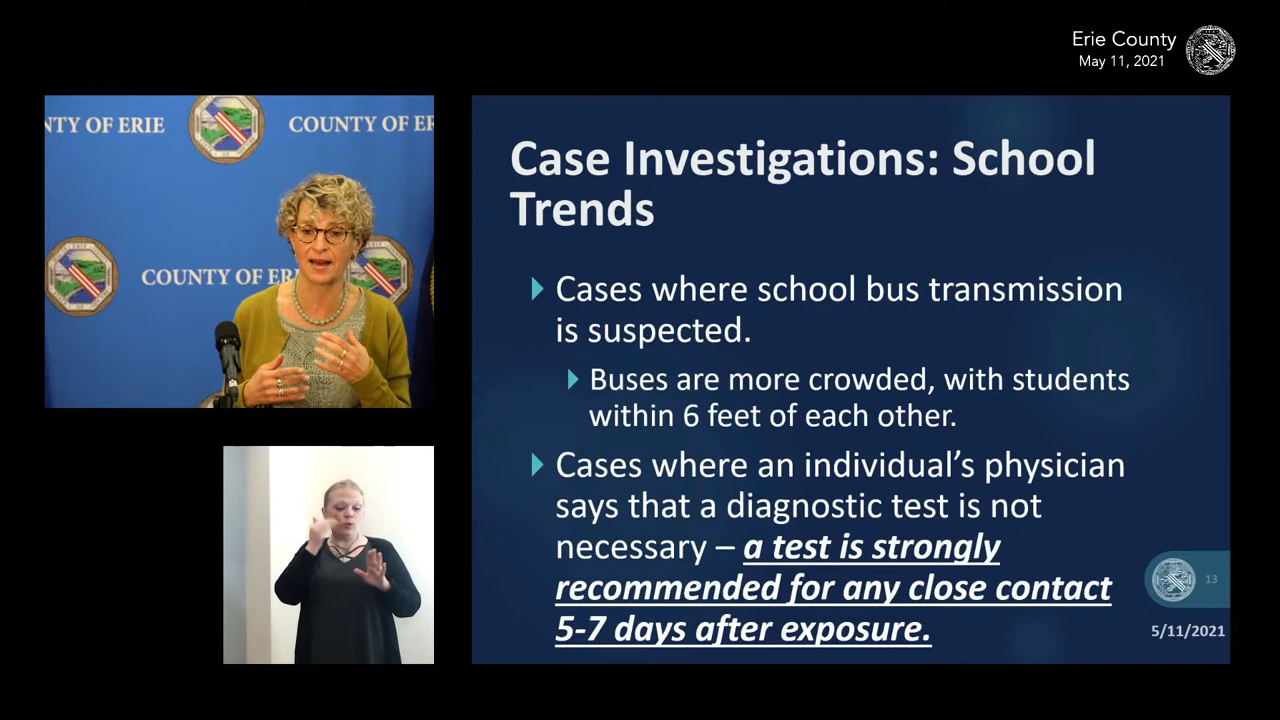 Erie County
May 11, 2021
NTY OF ERIE
COUNTY OF ER
COUNTY OF ER
Case Investigations: School
Trends
Cases where school bus transmission
is suspected.
Buses are more crowded, with students
within 6 feet of each other.
Cases where an individual’s physician
says that a diagnostic test is not
necessary – a test is strongly
recommended for any close contact
5-7 days after exposure.
13
5/11/2021